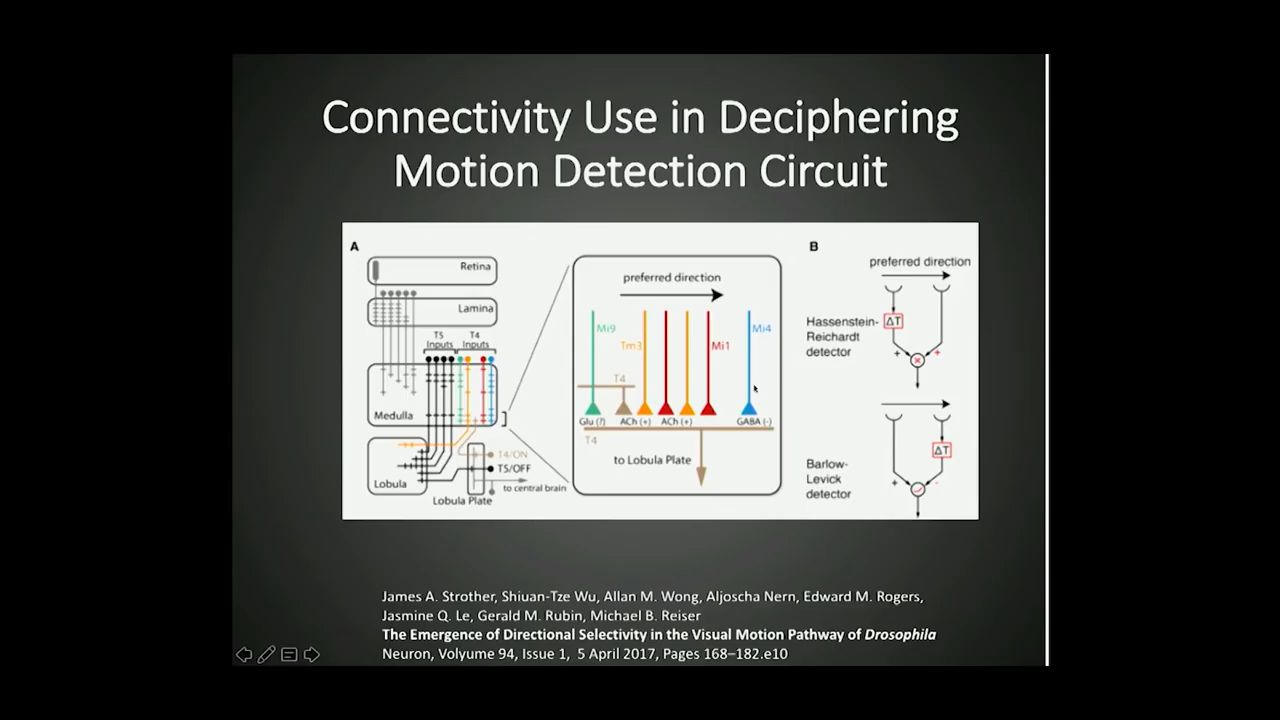 Connectivity Use in Deciphering
Motion Detection Circuit
A
Retina
Lamina
T5 T4
Inputs Inputs
Medulla
Lobula
T4/ON
T5/OFF
to central brain
Lobula Plate
preferred direction
Mi9
Tm3
Mi1
Mi4
T4
Glu (?) ACh (+) ACh (+) GABA (-)
T4
to Lobula Plate
B
preferred direction
Hassenstein-
Reichardt
detector
ΔT
+ +
x
Barlow-
Levick
detector
ΔT
+ -
James A. Strother, Shiuan-Tze Wu, Allan M. Wong, Aljoscha Nern, Edward M. Rogers,
Jasmine Q. Le, Gerald M. Rubin, Michael B. Reiser
The Emergence of Directional Selectivity in the Visual Motion Pathway of Drosophila
Neuron, Volyume 94, Issue 1, 5 April 2017, Pages 168–182.e10